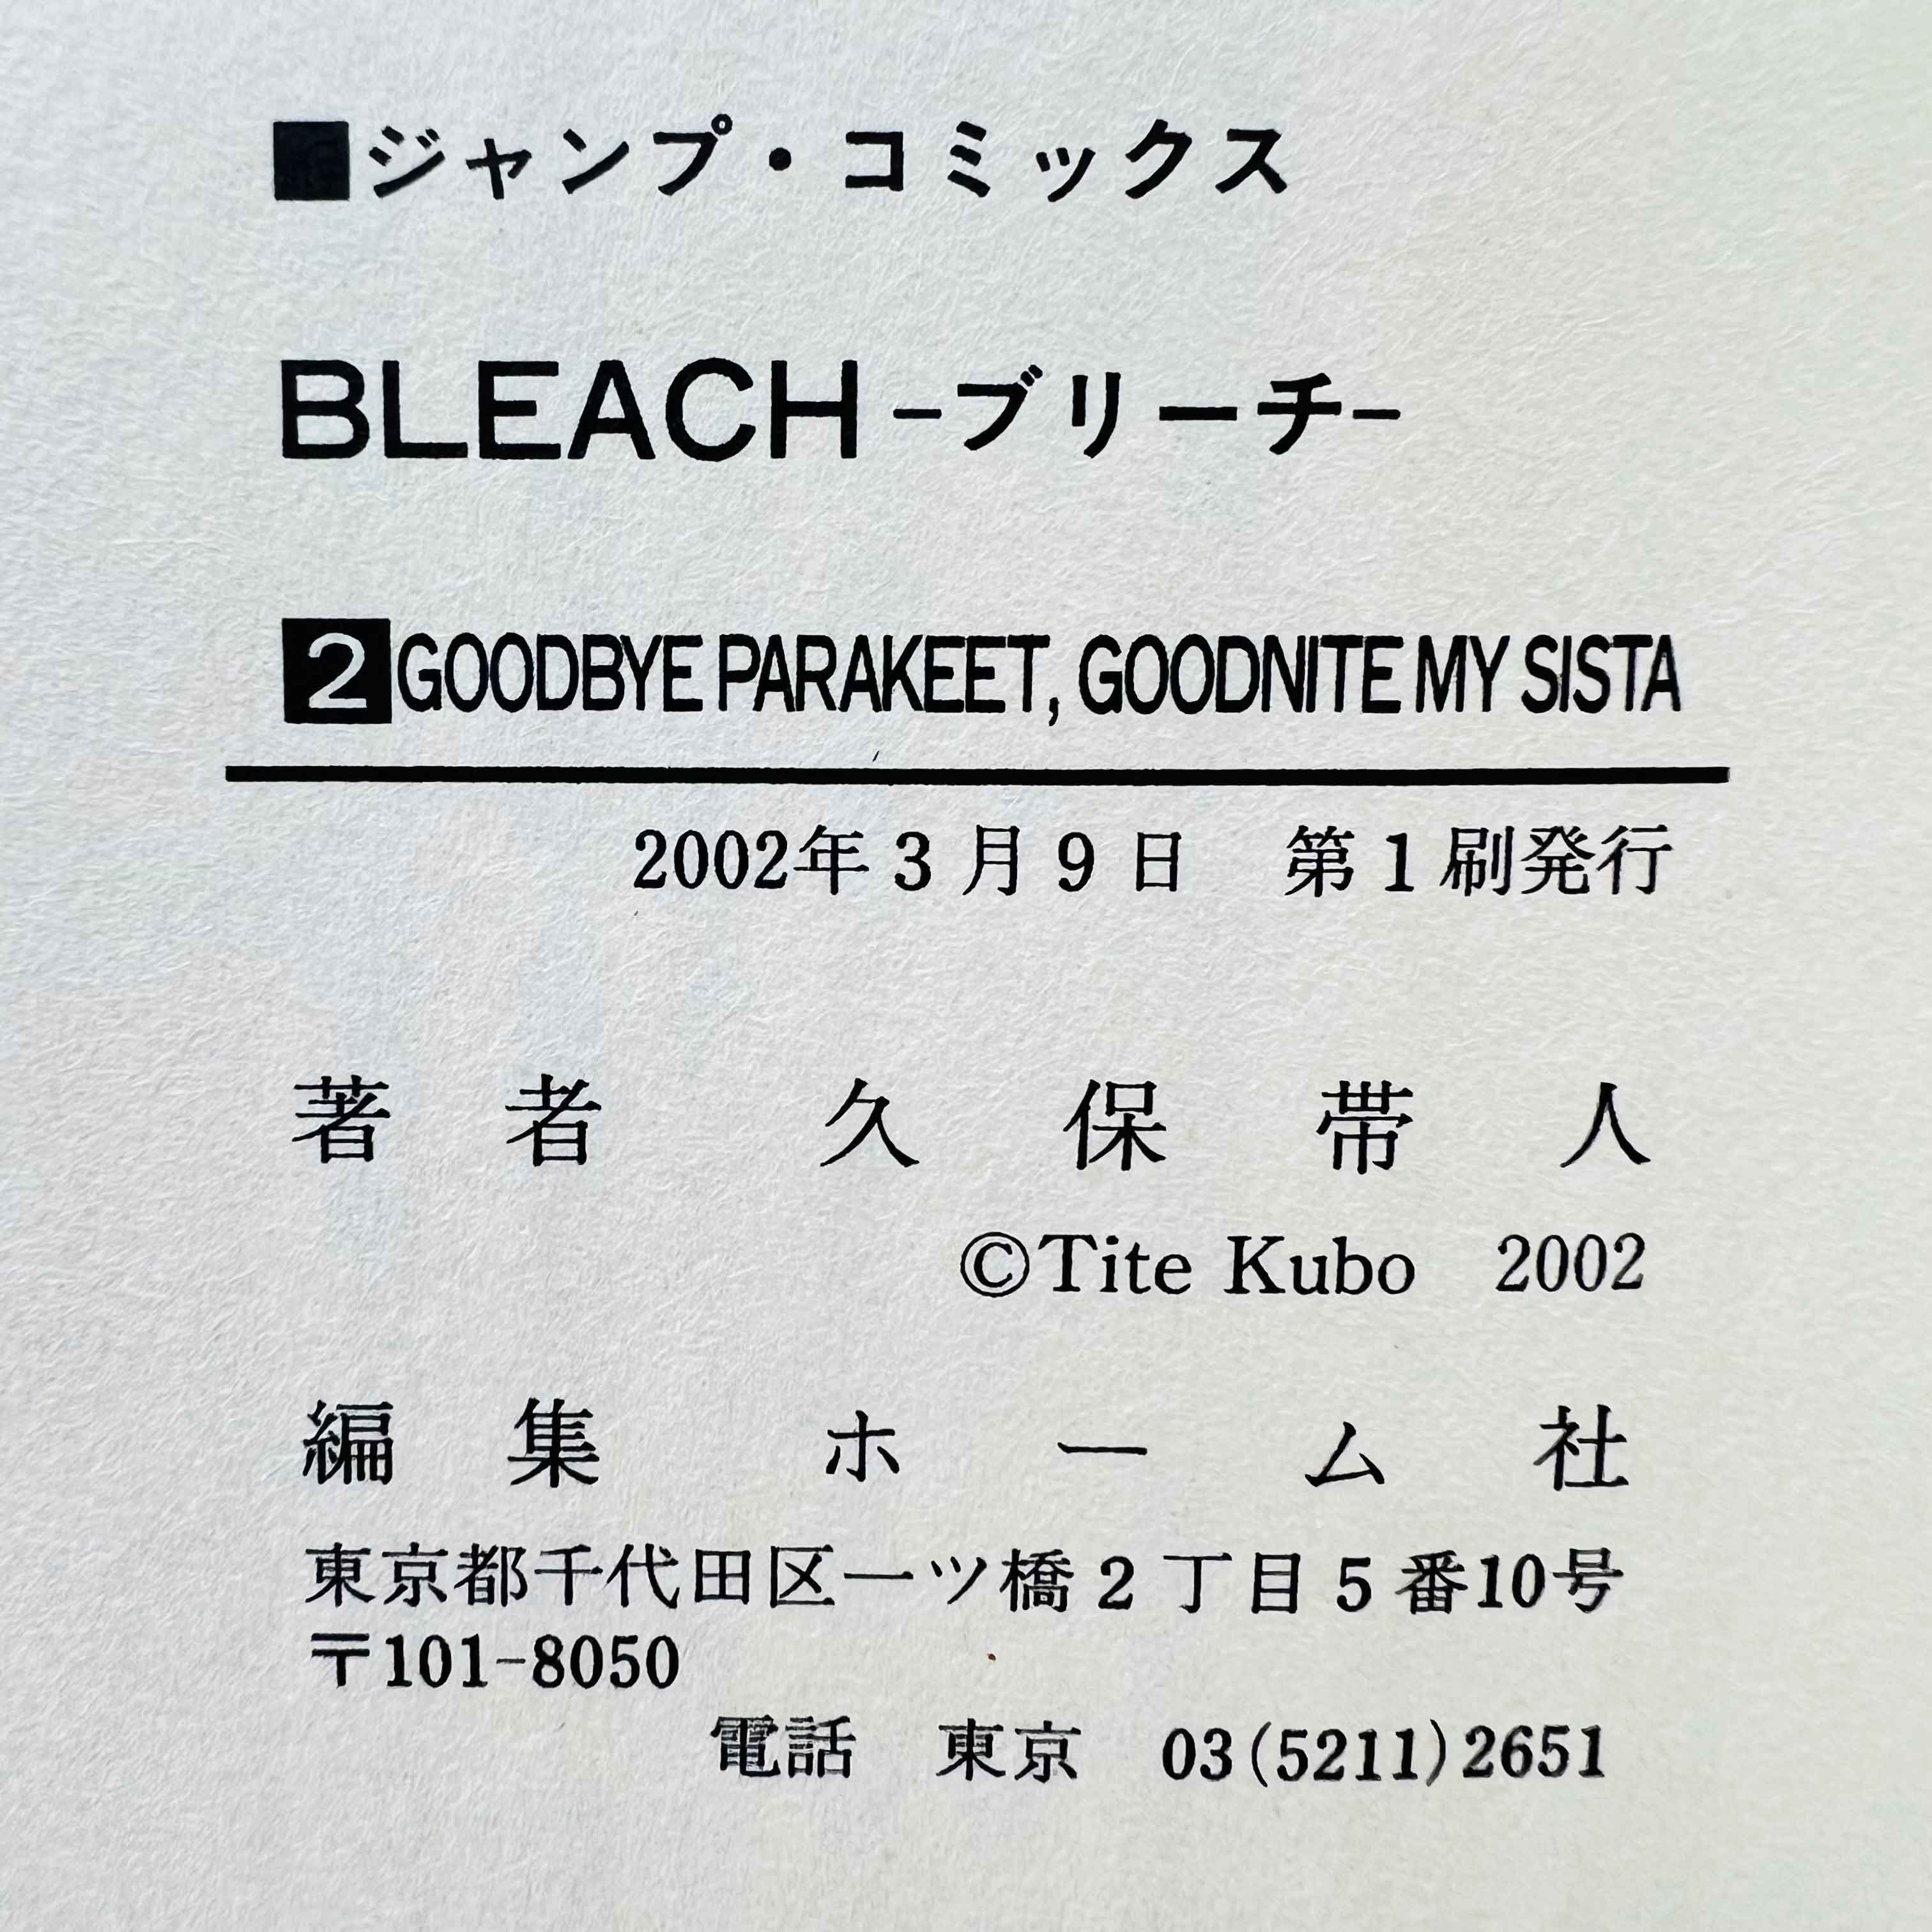 ■ジャンプ・コミックス
BLEACH -ブリーチ-
2 GOODBYE PARAKEET, GOODNITE MY SISTA
2002年3月9日 第1刷発行
著者 久保帯人
©Tite Kubo 2002
編集 ホーム社
東京都千代田区一ツ橋2丁目5番10号
〒101-8050
電話 東京 03(5211)2651